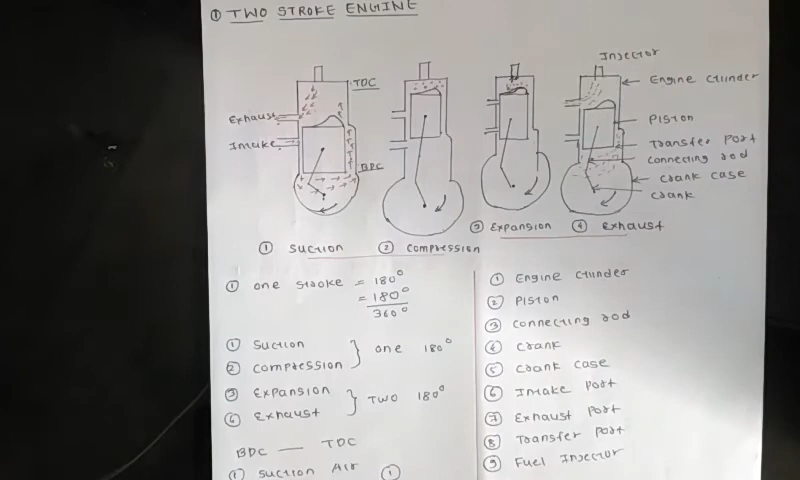 ① TWO STROKE ENGINE
Injector
TDC
Engine Cylinder
Exhaust
Piston
Intake
Transfer Port
Connecting rod
BDC
Crank case
Crank
③ Expansion ④ Exhaust
① Suction ② Compression
① One Stroke = 180°
= 180°
360°
① Suction
② Compression } One 180°
③ Expansion
④ Exhaust } Two 180°
BDC — TDC
① Suction Air ①
① Engine Cylinder
② Piston
③ Connecting rod
④ Crank
⑤ Crank Case
⑥ Intake Port
⑦ Exhaust Port
⑧ Transfer Port
⑨ Fuel Injector